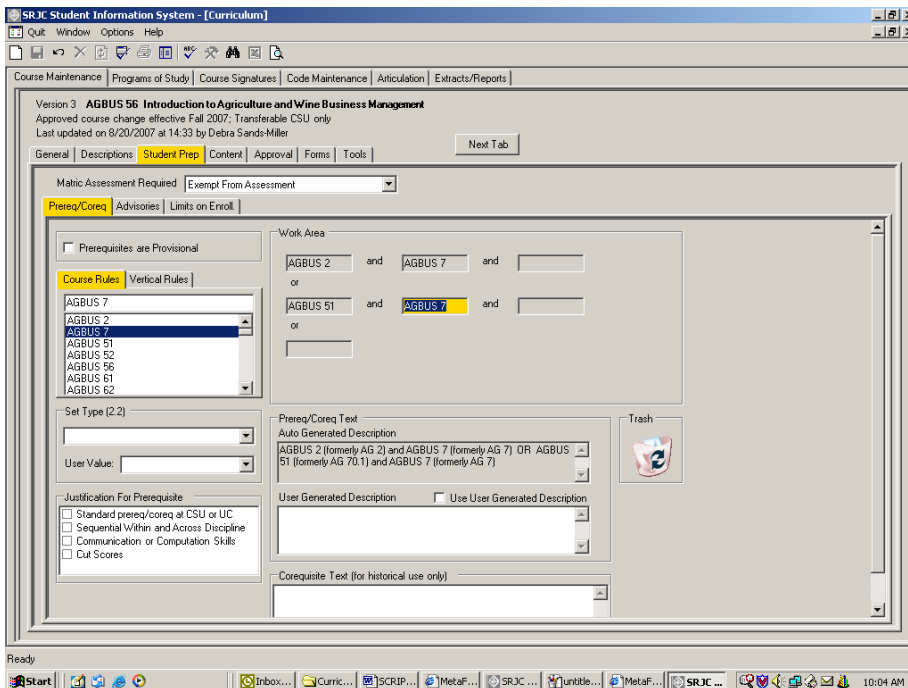 SRJC Student Information System - [Curriculum]
Quit Window Options Help
Course Maintenance Programs of Study Course Signatures Code Maintenance Articulation Extracts/Reports
Version 3 AGBUS 56 Introduction to Agriculture and Wine Business Management
Approved course change effective Fall 2007; Transferable CSU only
Last updated on 8/20/2007 at 14:33 by Debra Sands-Miller
Next Tab
General Descriptions Student Prep Content Approval Forms Tools
Matric Assessment Required Exempt From Assessment
Prereq/Coreq Advisories Limits on Enroll.
Prerequisites are Provisional
Course Rules Vertical Rules
AGBUS 7
AGBUS 2
AGBUS 7
AGBUS 51
AGBUS 52
AGBUS 56
AGBUS 61
AGBUS 62
Set Type (2.2)
User Value:
Justification For Prerequisite
Standard prereq/coreq at CSU or UC
Sequential Within and Across Discipline
Communication or Computation Skills
Cut Scores
Work Area
AGBUS 2 and AGBUS 7 and
or
AGBUS 51 and AGBUS 7 and
or
Prereq/Coreq Text
Auto Generated Description
AGBUS 2 (formerly AG 2) and AGBUS 7 (formerly AG 7) OR AGBUS
51 (formerly AG 70.1) and AGBUS 7 (formerly AG 7)
User Generated Description Use User Generated Description
Corequisite Text (for historical use only)
Trash
Ready
Start Inbox... Curric... SCRIP... MetaF... SRJC ... untitle... MetaF... SRJC ... 10:04 AM